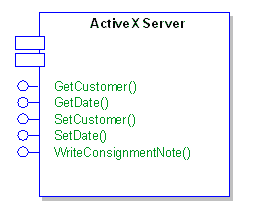 ActiveX Server
GetCustomer()
GetDate()
SetCustomer()
SetDate()
WriteConsignmentNote()